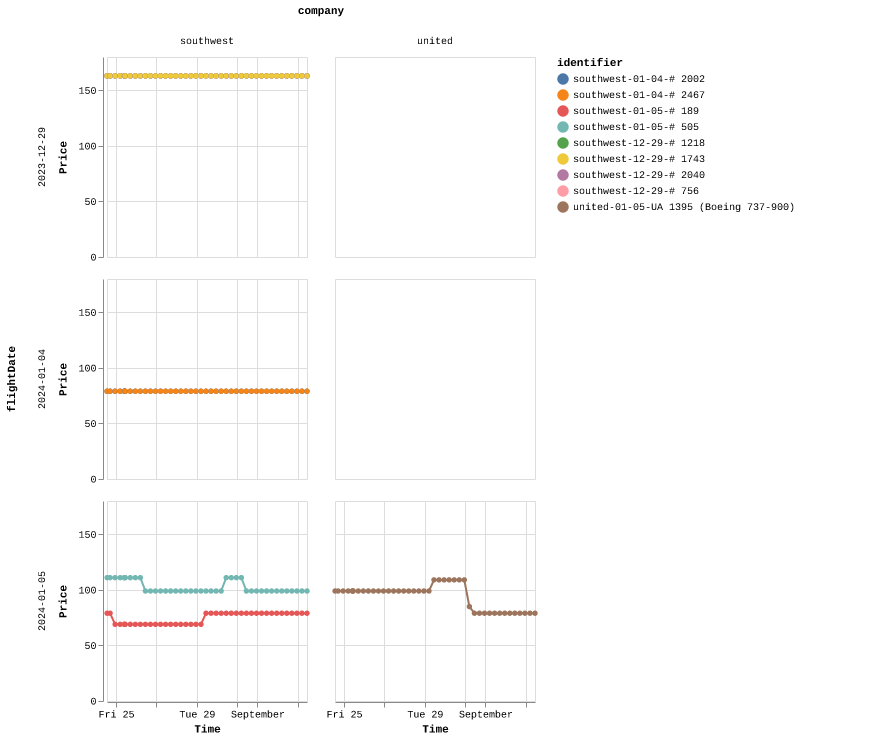 company
southwest
united
identifier
southwest-01-04-# 2002
southwest-01-04-# 2467
southwest-01-05-# 189
southwest-01-05-# 505
southwest-12-29-# 1218
southwest-12-29-# 1743
southwest-12-29-# 2040
southwest-12-29-# 756
united-01-05-UA 1395 (Boeing 737-900)
flightDate
2023-12-29
Price
150
100
50
0
2024-01-04
Price
150
100
50
0
2024-01-05
Price
150
100
50
0
Fri 25 Tue 29 September
Time
Fri 25 Tue 29 September
Time